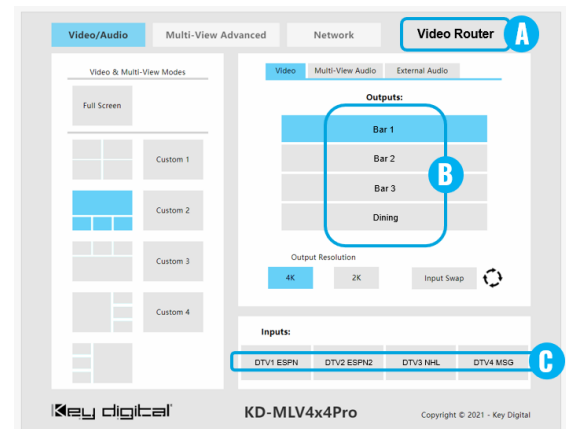 Video/Audio
Multi-View Advanced
Network
Video Router
A
Video & Multi-View Modes
Full Screen
Custom 1
Custom 2
Custom 3
Custom 4
Video
Multi-View Audio
External Audio
Outputs:
Bar 1
Bar 2
Bar 3
Dining
B
Output Resolution
4K
2K
Input Swap
Inputs:
DTV1 ESPN
DTV2 ESPN2
DTV3 NHL
DTV4 MSG
C
Key digital
KD-MLV4x4Pro
Copyright © 2021 - Key Digital